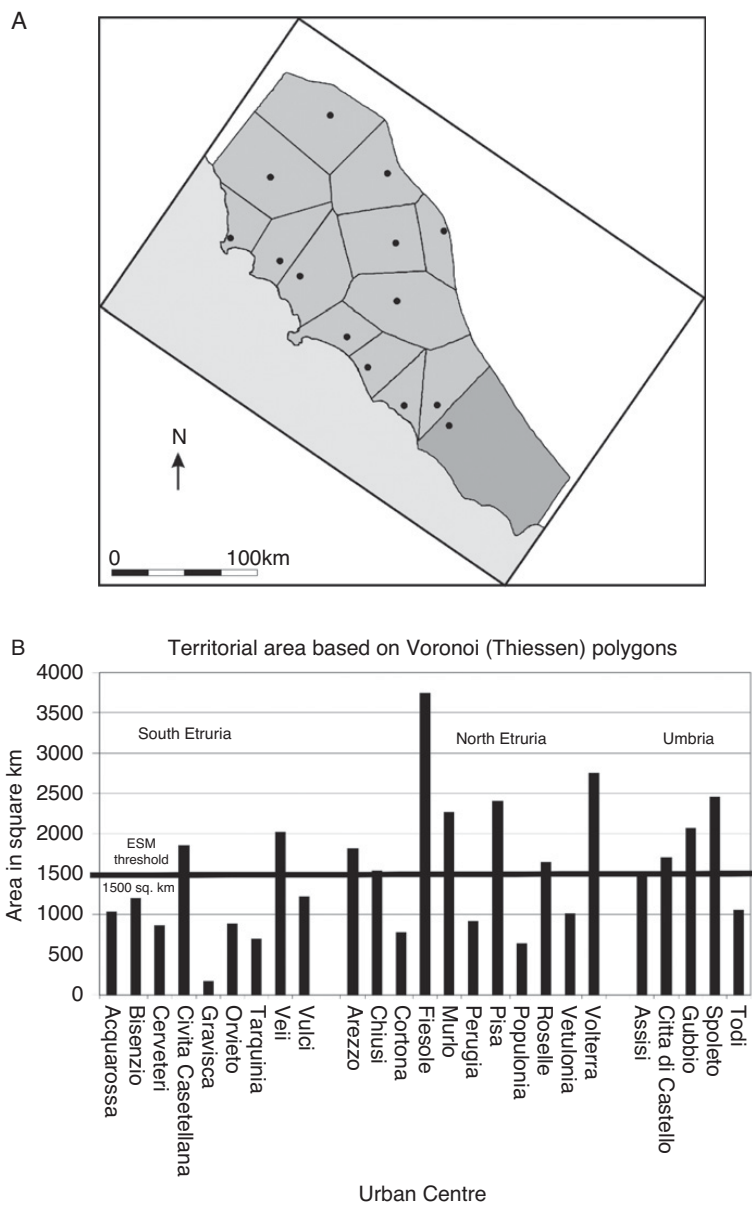 A
N
0 100km
B
Territorial area based on Voronoi (Thiessen) polygons
4000
3500
3000
2500
2000
1500
1000
500
0
Area in square km
South Etruria
North Etruria
Umbria
ESM
threshold
1500 sq. km
Acquarossa
Bisenzio
Cerveteri
Civita Casetellana
Gravisca
Orvieto
Tarquinia
Veii
Vulci
Arezzo
Chiusi
Cortona
Fiesole
Murlo
Perugia
Pisa
Populonia
Roselle
Vetulonia
Volterra
Assisi
Citta di Castello
Gubbio
Spoleto
Todi
Urban Centre